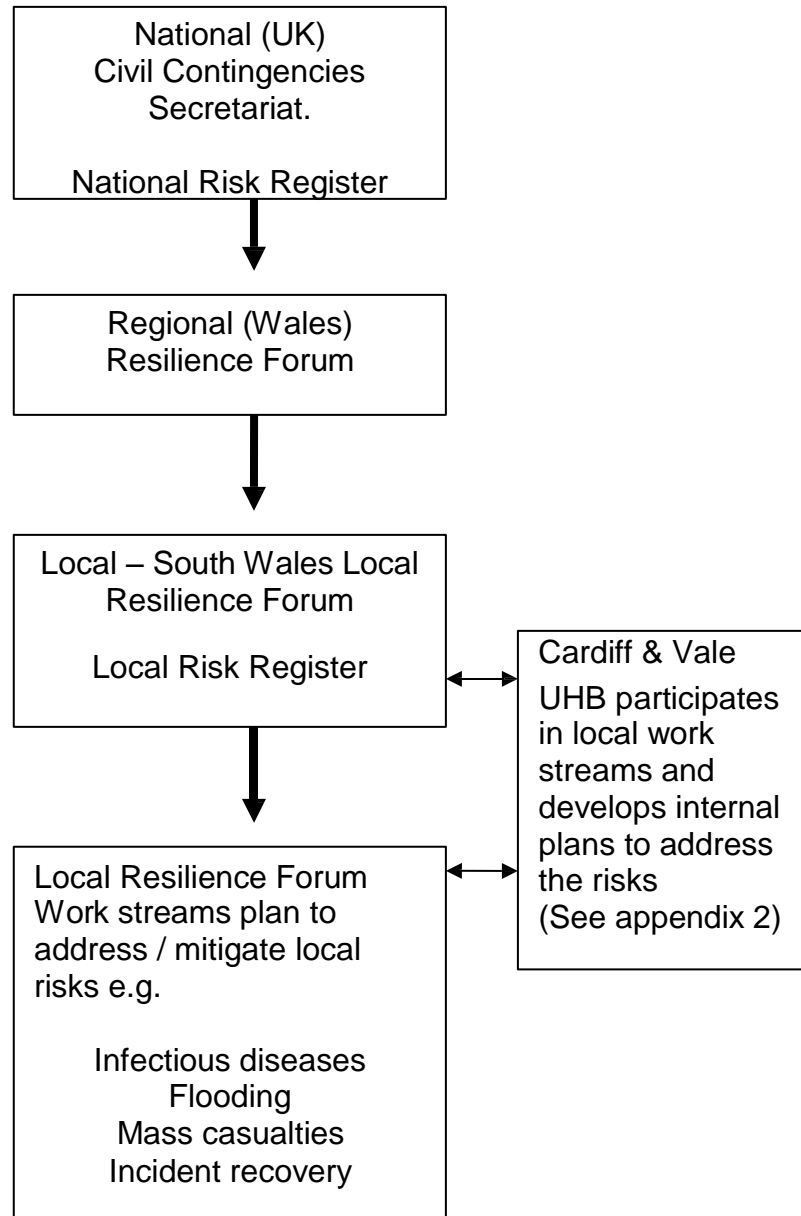 National (UK)
Civil Contingencies
Secretariat.
National Risk Register
Regional (Wales)
Resilience Forum
Local – South Wales Local
Resilience Forum
Local Risk Register
Cardiff & Vale
UHB participates
in local work
streams and
develops internal
plans to address
the risks
(See appendix 2)
Local Resilience Forum
Work streams plan to
address / mitigate local
risks e.g.
Infectious diseases
Flooding
Mass casualties
Incident recovery